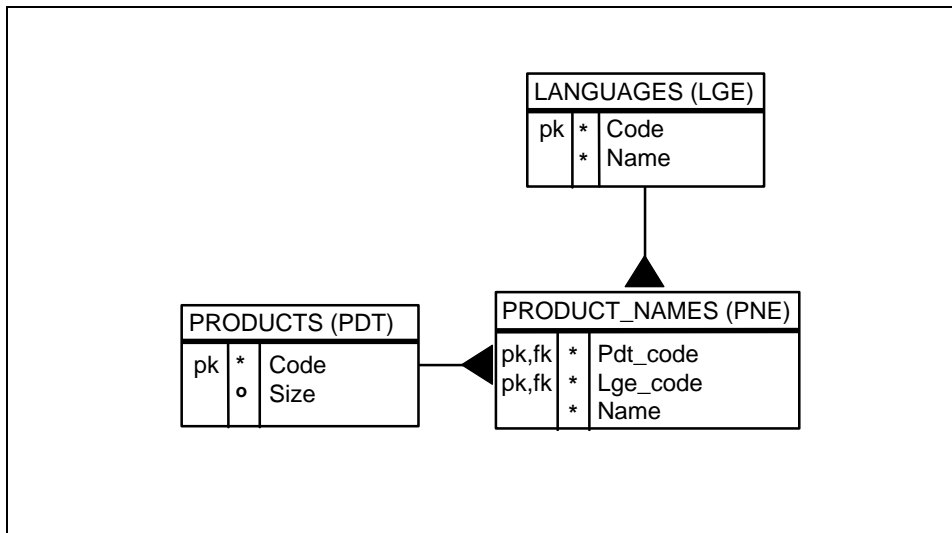 LANGUAGES (LGE)
pk * Code
* Name
PRODUCTS (PDT)
pk * Code
o Size
PRODUCT_NAMES (PNE)
pk,fk * Pdt_code
pk,fk * Lge_code
* Name